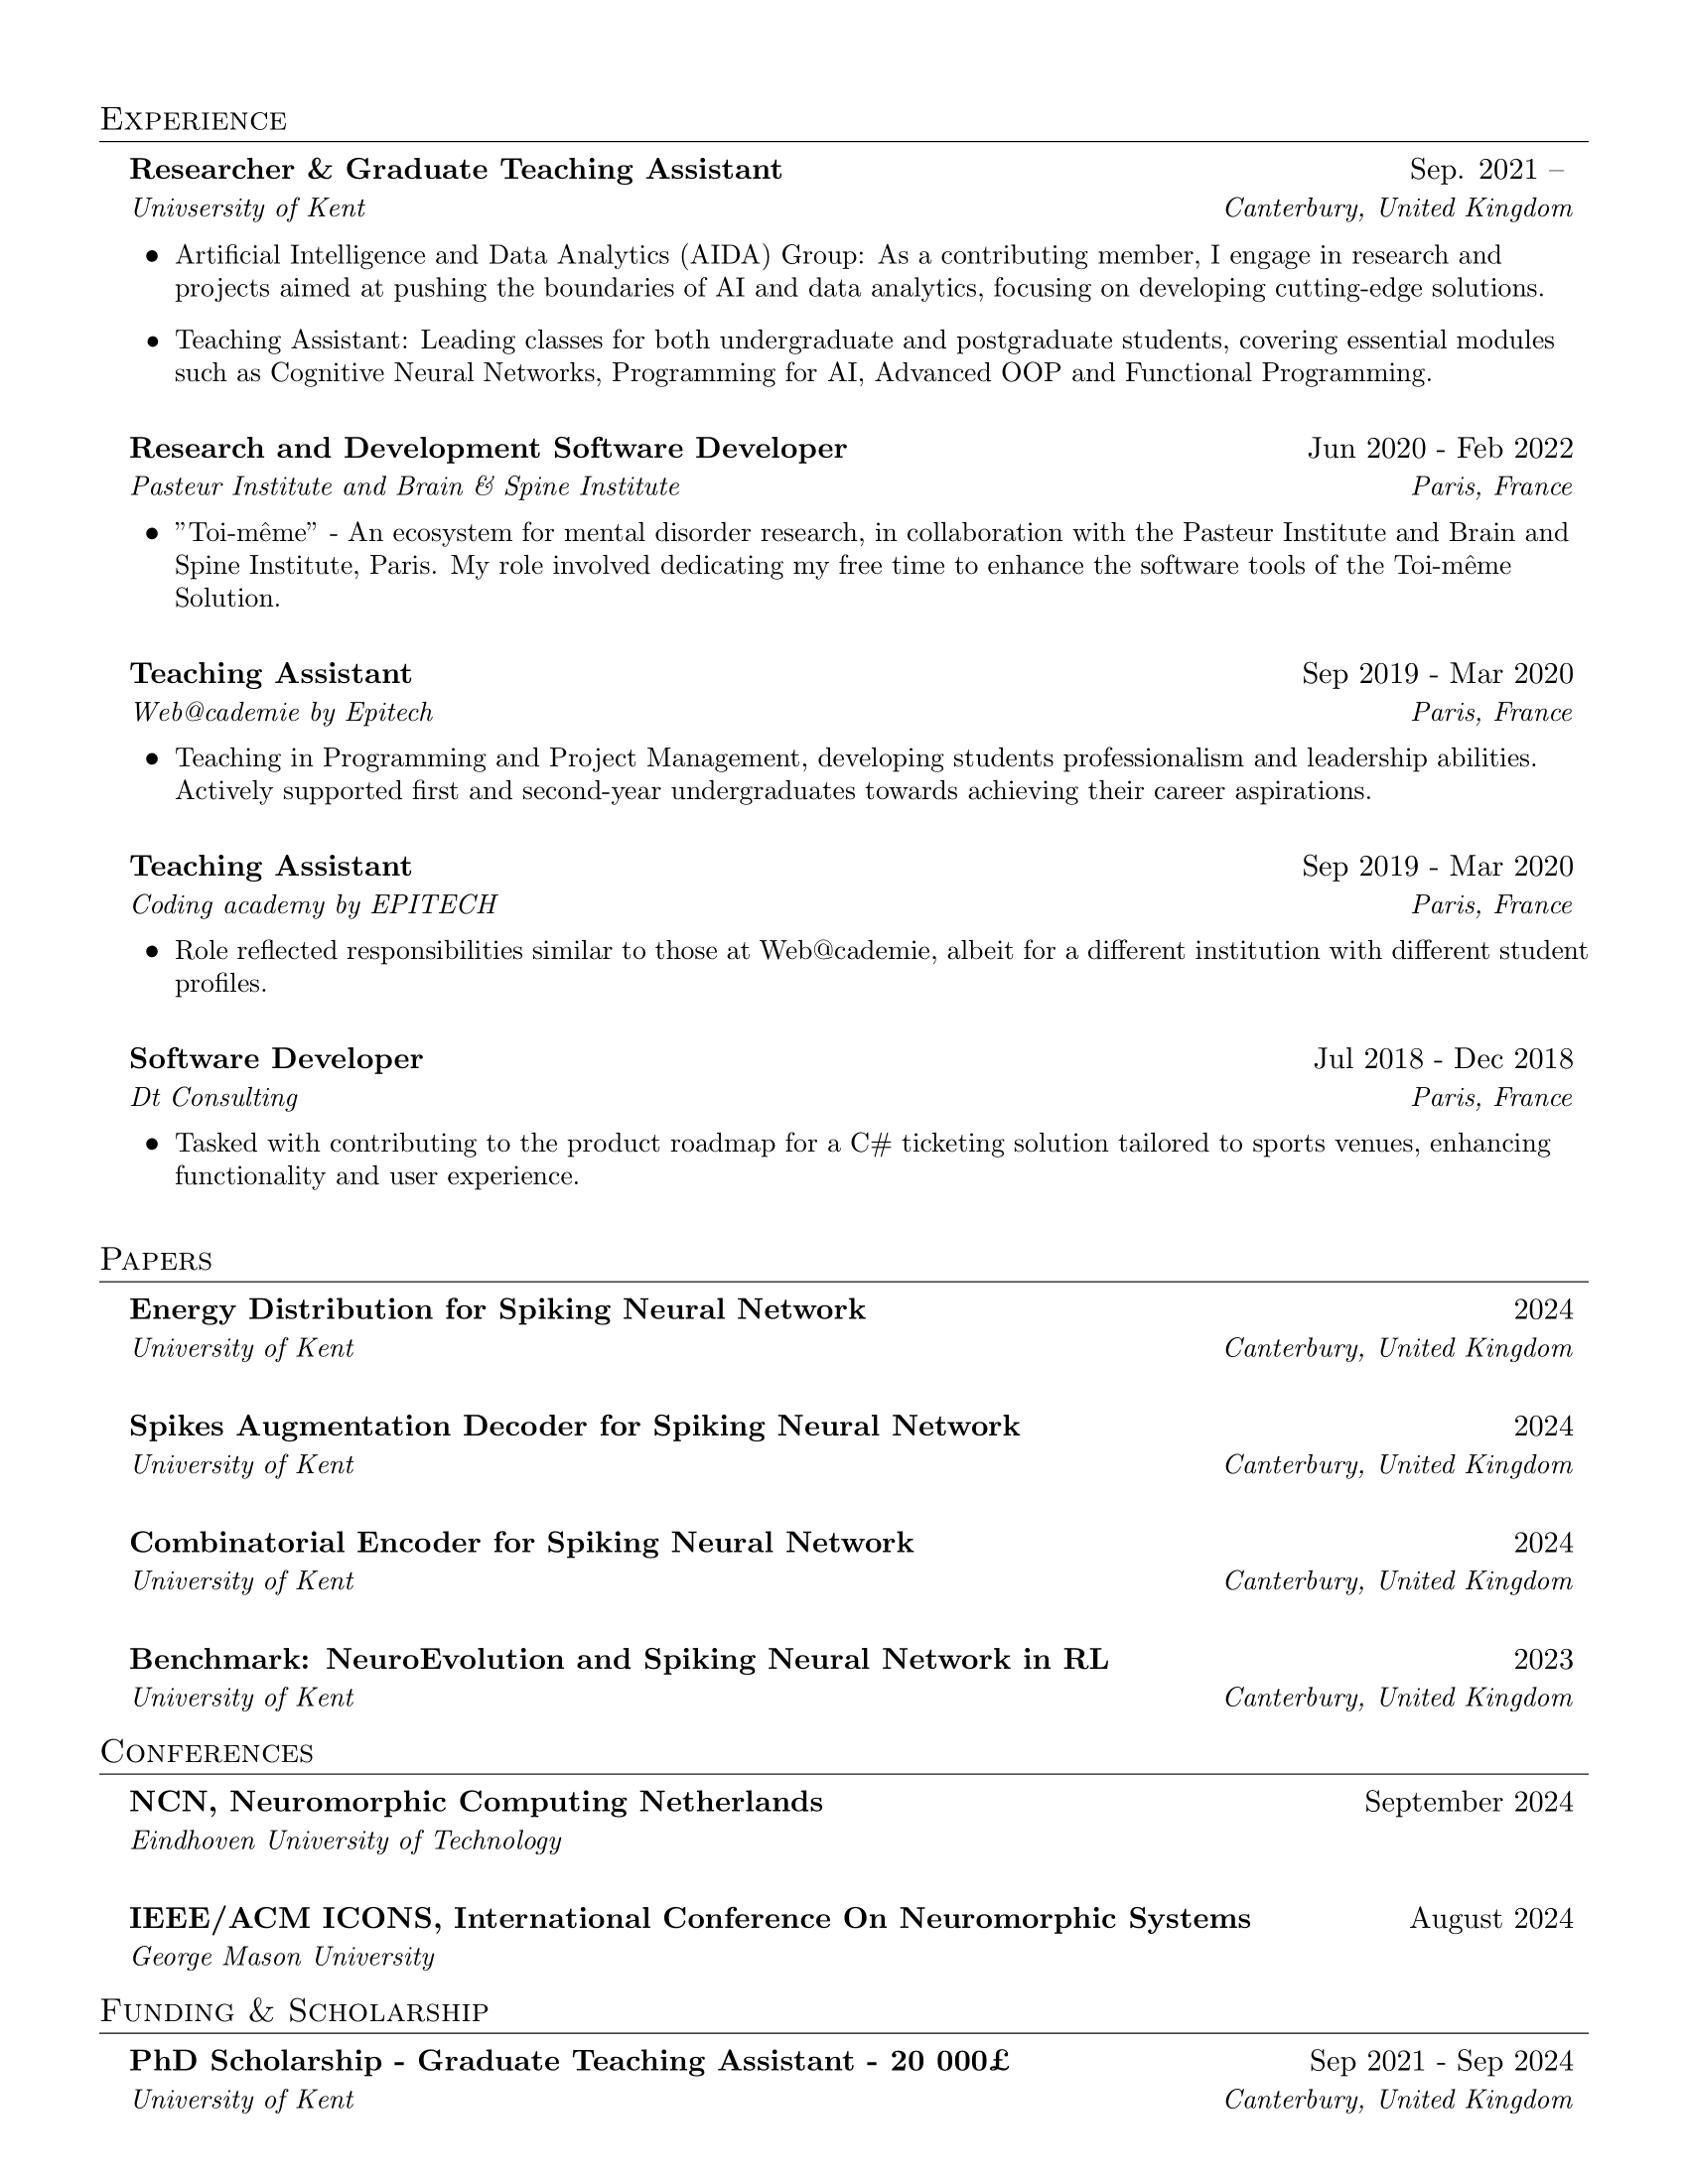 Experience
Researcher & Graduate Teaching Assistant Sep. 2021 –
Univsersity of Kent Canterbury, United Kingdom
• Artificial Intelligence and Data Analytics (AIDA) Group: As a contributing member, I engage in research and
projects aimed at pushing the boundaries of AI and data analytics, focusing on developing cutting-edge solutions.
• Teaching Assistant: Leading classes for both undergraduate and postgraduate students, covering essential modules
such as Cognitive Neural Networks, Programming for AI, Advanced OOP and Functional Programming.
Research and Development Software Developer Jun 2020 - Feb 2022
Pasteur Institute and Brain & Spine Institute Paris, France
• ”Toi-même” - An ecosystem for mental disorder research, in collaboration with the Pasteur Institute and Brain and
Spine Institute, Paris. My role involved dedicating my free time to enhance the software tools of the Toi-même
Solution.
Teaching Assistant Sep 2019 - Mar 2020
Web@cademie by Epitech Paris, France
• Teaching in Programming and Project Management, developing students professionalism and leadership abilities.
Actively supported first and second-year undergraduates towards achieving their career aspirations.
Teaching Assistant Sep 2019 - Mar 2020
Coding academy by EPITECH Paris, France
• Role reflected responsibilities similar to those at Web@cademie, albeit for a different institution with different student
profiles.
Software Developer Jul 2018 - Dec 2018
Dt Consulting Paris, France
• Tasked with contributing to the product roadmap for a C# ticketing solution tailored to sports venues, enhancing
functionality and user experience.
Papers
Energy Distribution for Spiking Neural Network 2024
University of Kent Canterbury, United Kingdom
Spikes Augmentation Decoder for Spiking Neural Network 2024
University of Kent Canterbury, United Kingdom
Combinatorial Encoder for Spiking Neural Network 2024
University of Kent Canterbury, United Kingdom
Benchmark: NeuroEvolution and Spiking Neural Network in RL 2023
University of Kent Canterbury, United Kingdom
Conferences
NCN, Neuromorphic Computing Netherlands September 2024
Eindhoven University of Technology
IEEE/ACM ICONS, International Conference On Neuromorphic Systems August 2024
George Mason University
Funding & Scholarship
PhD Scholarship - Graduate Teaching Assistant - 20 000£ Sep 2021 - Sep 2024
University of Kent Canterbury, United Kingdom